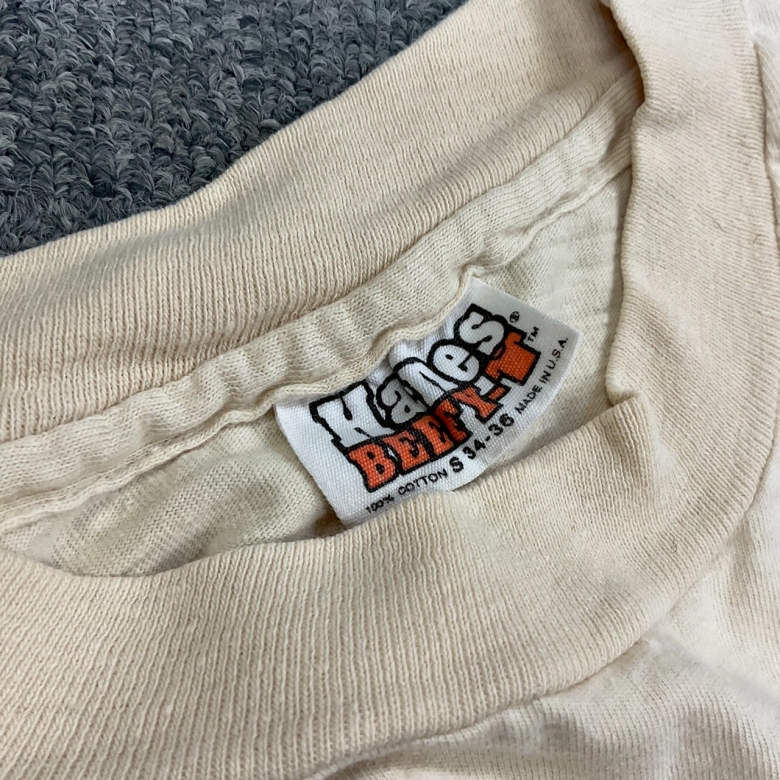 Hanes®
BEEFY-T™
100% COTTON S 34-36 MADE IN U.S.A.